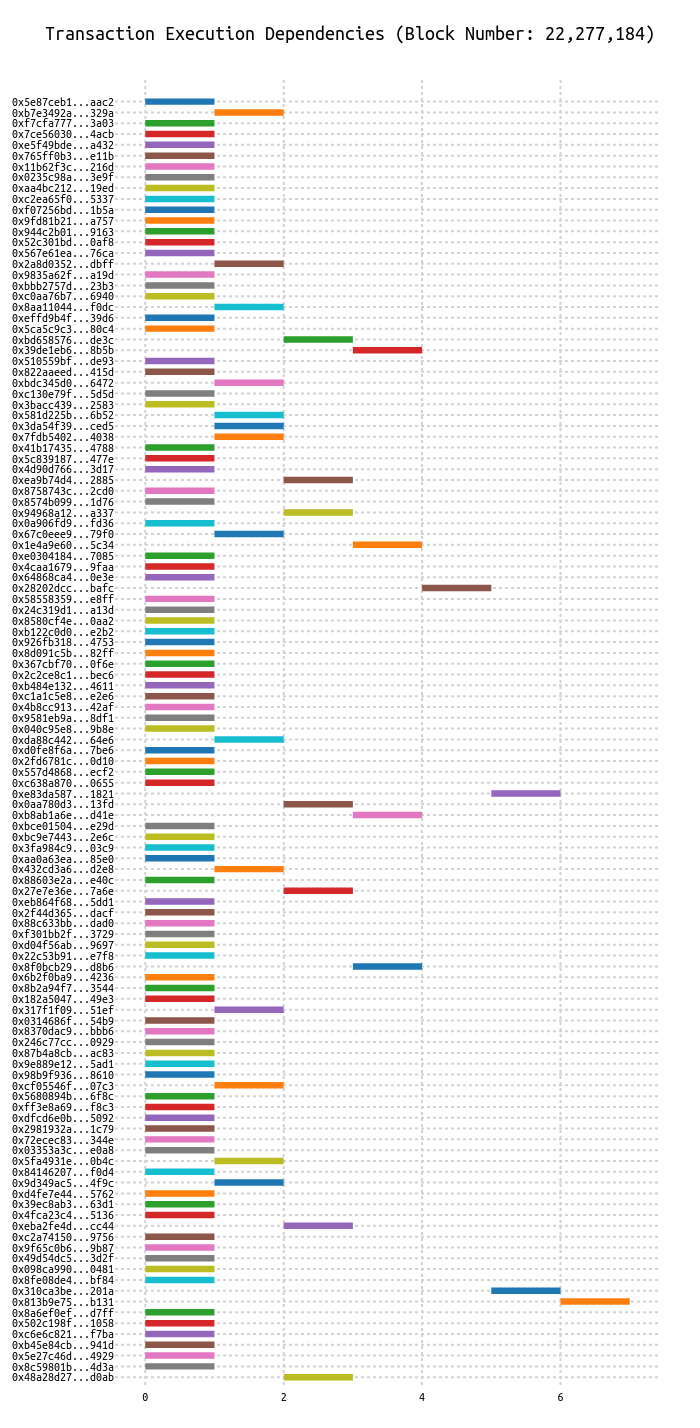 Transaction Execution Dependencies (Block Number: 22,277,184)
0x5e87ceb1...aac2
0xb7e3492a...329a
0xf7cfa777...3a03
0x7ce56030...4acb
0xe5f49bde...a432
0x765ff0b3...e11b
0x11b62f3c...216d
0x0235c98a...3e9f
0xaa4bc212...19ed
0xc2ea65f0...5337
0xf07256bd...1b5a
0x9fd81b21...a757
0x944c2b01...9163
0x52c301bd...0af8
0x567e61ea...76ca
0x2a8d0352...dbff
0x9835a62f...a19d
0xbbb2757d...23b3
0xc0aa76b7...6940
0x8aa11044...f0dc
0xeffd9b4f...39d6
0x5ca5c9c3...80c4
0xbd658576...de3c
0x39de1eb6...8b5b
0x510559bf...de93
0x822aaeed...415d
0xbdc345d0...6472
0xc130e79f...5d5d
0x3bacc439...2583
0x581d225b...6b52
0x3da54f39...ced5
0x7fdb5402...4038
0x41b17435...4788
0x5c839187...477e
0x4d90d766...3d17
0xea9b74d4...2885
0x8758743c...2cd0
0x8574b099...1d76
0x94968a12...a337
0x0a906fd9...fd36
0x67c0eee9...79f0
0x1e4a9e60...5c34
0xe0304184...7085
0x4caa1679...9faa
0x64868ca4...0e3e
0x28202dcc...bafc
0x58558359...e8ff
0x24c319d1...a13d
0x8580cf4e...0aa2
0xb122c0d0...e2b2
0x926fb318...4753
0x8d091c5b...82ff
0x367cbf70...0f6e
0x2c2ce8c1...bec6
0xb484e132...4611
0xc1a1c5e8...e2e6
0x4b8cc913...42af
0x9581eb9a...8df1
0x040c95e8...9b8e
0xda88c442...64e6
0xd0fe8f6a...7be6
0x2fd6781c...0d10
0x557d4868...ecf2
0xc638a870...0655
0xe83da587...1821
0x0aa780d3...13fd
0xb8ab1a6e...d41e
0xbce01504...e29d
0xbc9e7443...2e6c
0x3fa984c9...03c9
0xaa0a63ea...85e0
0x432cd3a6...d2e8
0x88603e2a...e40c
0x27e7e36e...7a6e
0xeb864f68...5dd1
0x2f44d365...dacf
0x88c633bb...dad0
0xf301bb2f...3729
0xd04f56ab...9697
0x22c53b91...e7f8
0x8f0bcb29...d8b6
0x6b2f0ba9...4236
0x8b2a94f7...3544
0x182a5047...49e3
0x317f1f09...51ef
0x0314686f...54b9
0x8370dac9...bbb6
0x246c77cc...0929
0x87b4a8cb...ac83
0x9e889e12...5ad1
0x98b9f936...8610
0xcf05546f...07c3
0x5680894b...6f8c
0xff3e8a69...f8c3
0xdfcd6e0b...5092
0x2981932a...1c79
0x72ecec83...344e
0x03353a3c...e0a8
0x5fa4931e...0b4c
0x84146207...f0d4
0x9d349ac5...4f9c
0xd4fe7e44...5762
0x39ec8ab3...63d1
0x4fca23c4...5136
0xeba2fe4d...cc44
0xc2a74150...9756
0x9f65c0b6...9b87
0x49d54dc5...3d2f
0x098ca990...0481
0x8fe08de4...bf84
0x310ca3be...201a
0x813b9e75...b131
0x8a6ef0ef...d7ff
0x502c198f...1058
0xc6e6c821...f7ba
0xb45e84cb...941d
0x5e27c46d...4929
0x8c59801b...4d3a
0x48a28d27...d0ab
0 2 4 6